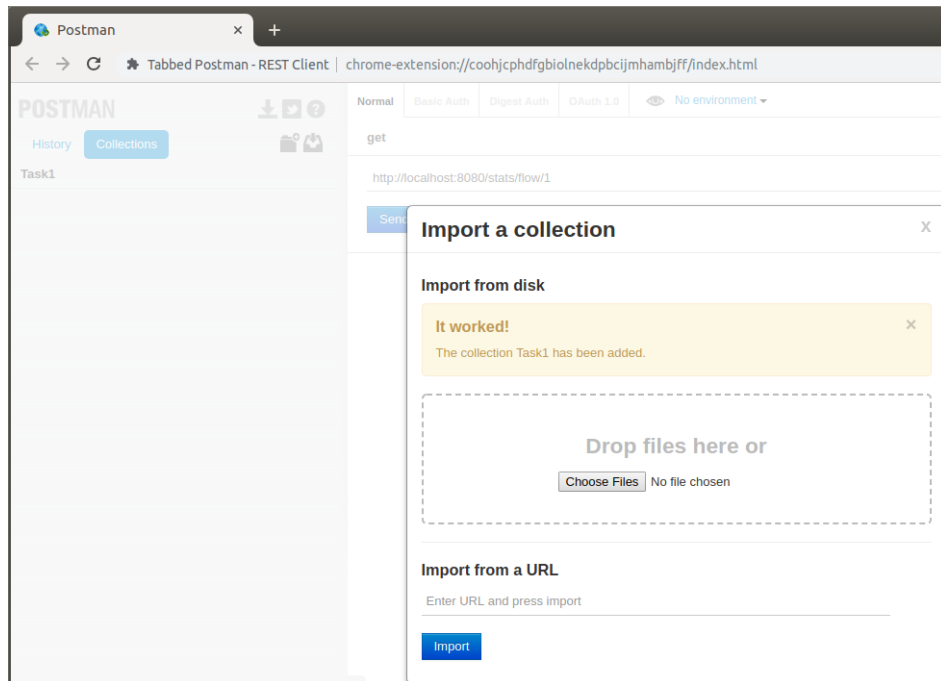 Postman × +
Tabbed Postman - REST Client | chrome-extension://coohjcphdfgbiolnekdpbcijmhambjff/index.html
POSTMAN
Normal Basic Auth Digest Auth OAuth 1.0 No environment
History Collections
get
Task1
http://localhost:8080/stats/flow/1
Send
Import a collection X
Import from disk
It worked! ×
The collection Task1 has been added.
Drop files here or
Choose Files No file chosen
Import from a URL
Enter URL and press import
Import